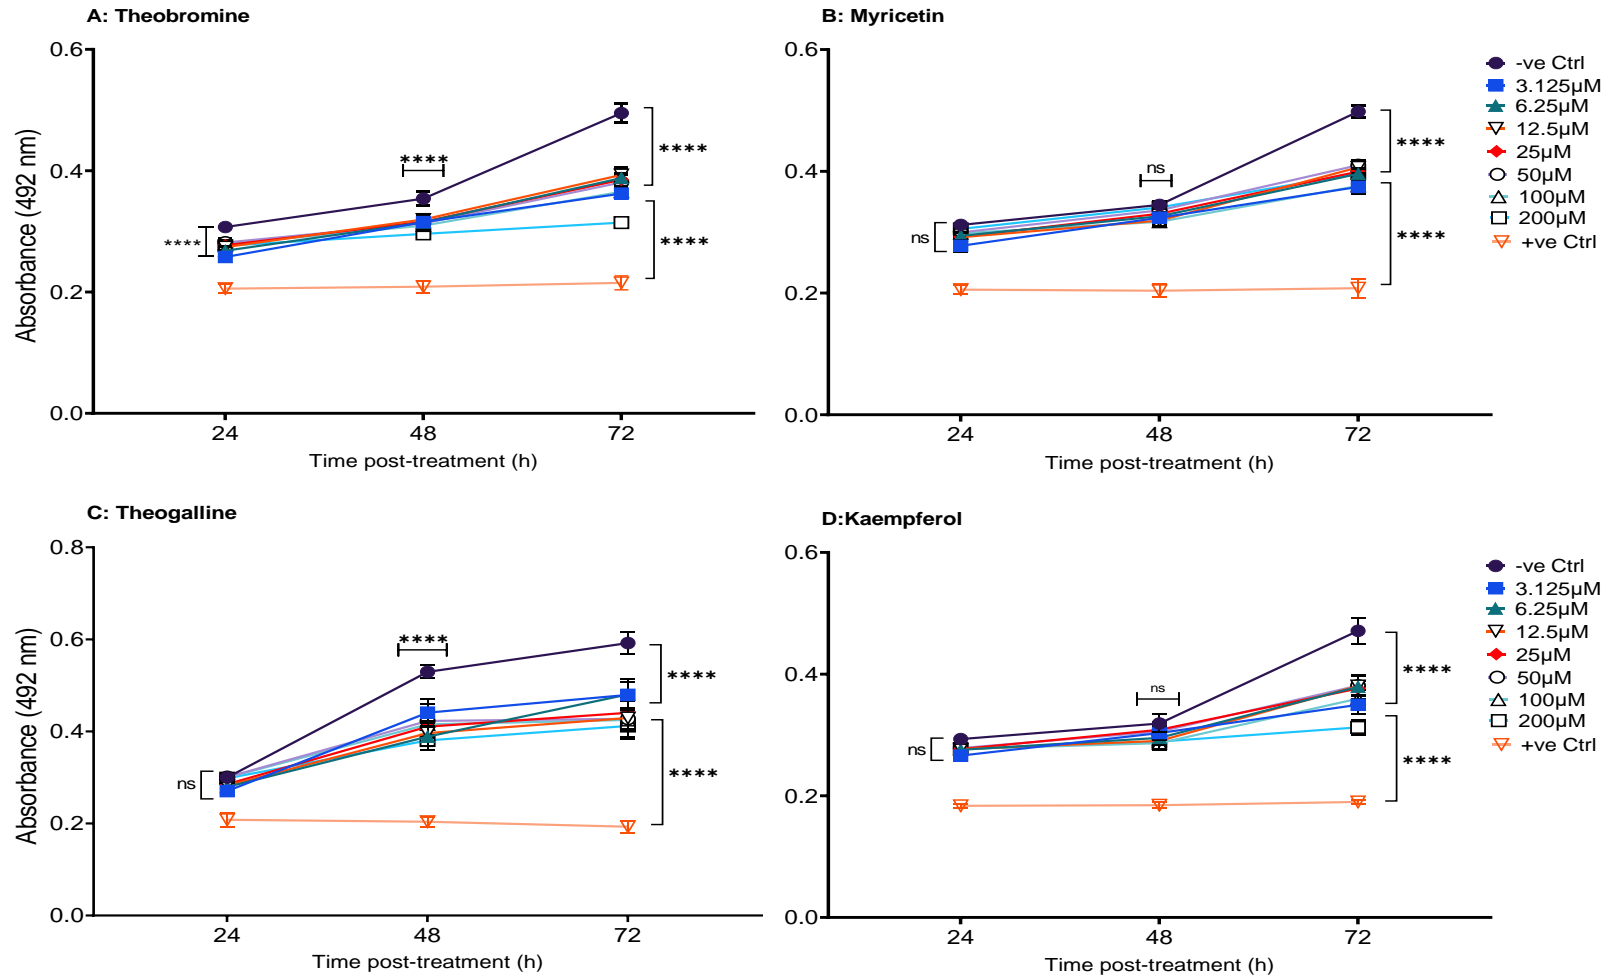 A: Theobromine
0.6
0.4
0.2
0.0
Absorbance (492 nm)
24
48
72
Time post-treatment (h)
****
****
****
****
B: Myricetin
0.6
0.4
0.2
0.0
24
48
72
Time post-treatment (h)
ns
ns
****
****
-ve Ctrl
3.125µM
6.25µM
12.5µM
25µM
50µM
100µM
200µM
+ve Ctrl
C: Theogalline
0.8
0.6
0.4
0.2
0.0
Absorbance (492 nm)
24
48
72
Time post-treatment (h)
ns
****
****
****
D:Kaempferol
0.6
0.4
0.2
0.0
24
48
72
Time post-treatment (h)
ns
ns
****
****
-ve Ctrl
3.125µM
6.25µM
12.5µM
25µM
50µM
100µM
200µM
+ve Ctrl